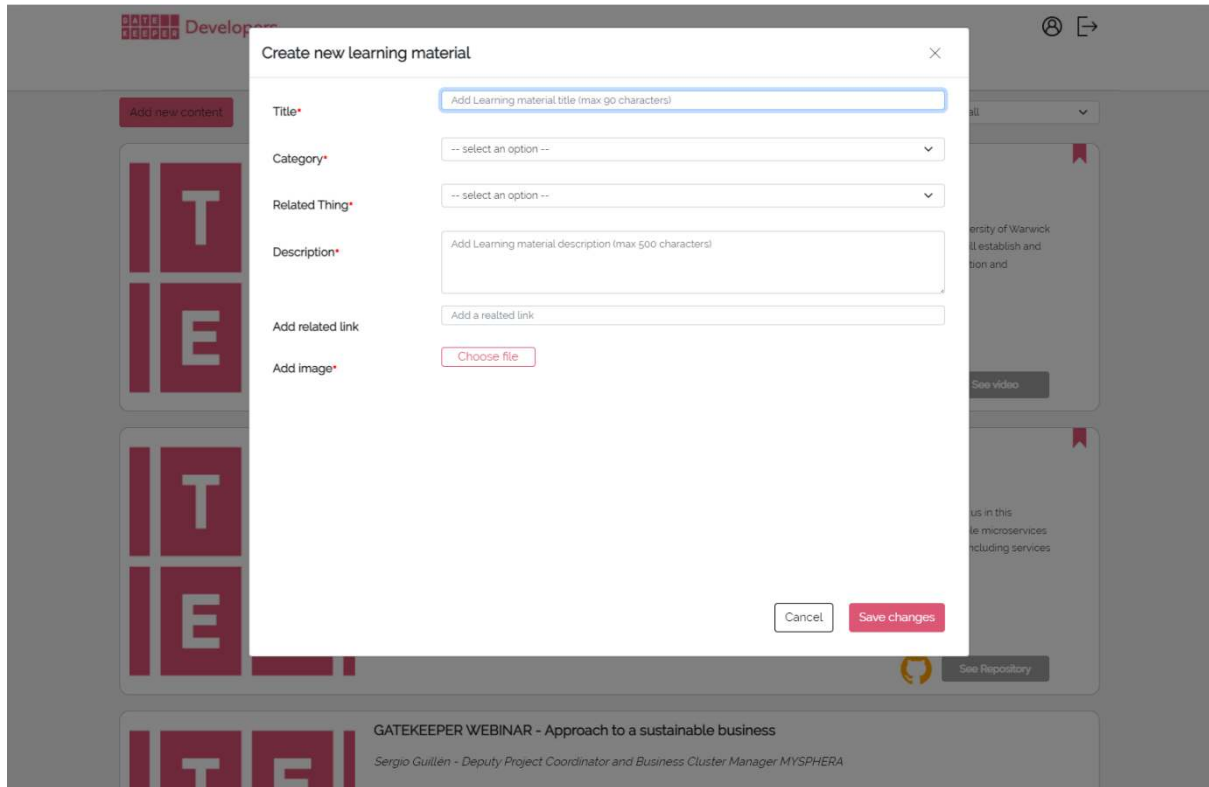 GATE KEEPER Developers
Create new learning material
Add new content
all
Title*
Add Learning material title (max 90 characters)
Category*
-- select an option --
Related Thing*
-- select an option --
Description*
Add Learning material description (max 500 characters)
Add related link
Add a realted link
Add image*
Choose file
Cancel
Save changes
T
E
ersity of Warwick
ll establish and
tion and
See video
T
E
us in this
le microservices
ncluding services
See Repository
T E
GATEKEEPER WEBINAR - Approach to a sustainable business
Sergio Guillén - Deputy Project Coordinator and Business Cluster Manager MYSPHERA